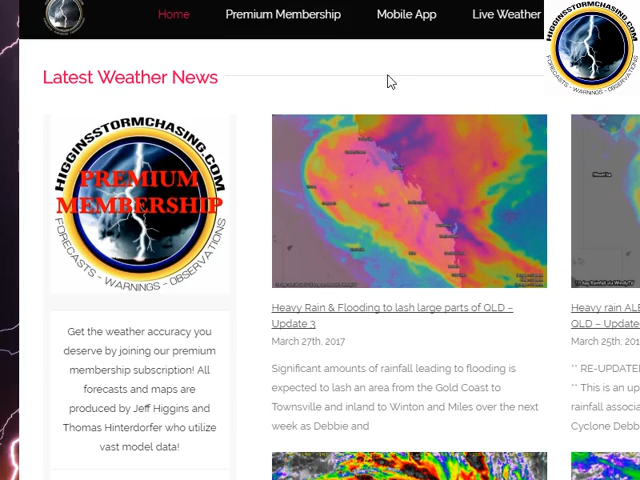 Home Premium Membership Mobile App Live Weather
HIGGINSSTORMCHASING.COM
FORECASTS - WARNINGS - OBSERVATIONS
Latest Weather News
HIGGINSSTORMCHASING.COM
PREMIUM
MEMBERSHIP
FORECASTS - WARNINGS - OBSERVATIONS
Get the weather accuracy you
deserve by joining our premium
membership subscription! All
forecasts and maps are
produced by Jeff Higgins and
Thomas Hinterdorfer who utilize
vast model data!
Heavy Rain & Flooding to lash large parts of QLD –
Update 3
March 27th, 2017
Significant amounts of rainfall leading to flooding is
expected to lash an area from the Gold Coast to
Townsville and inland to Winton and Miles over the next
week as Debbie and
Heavy rain ALE
QLD – Update
March 25th, 201
** RE-UPDATE
** This is an up
rainfall associa
Cyclone Debb